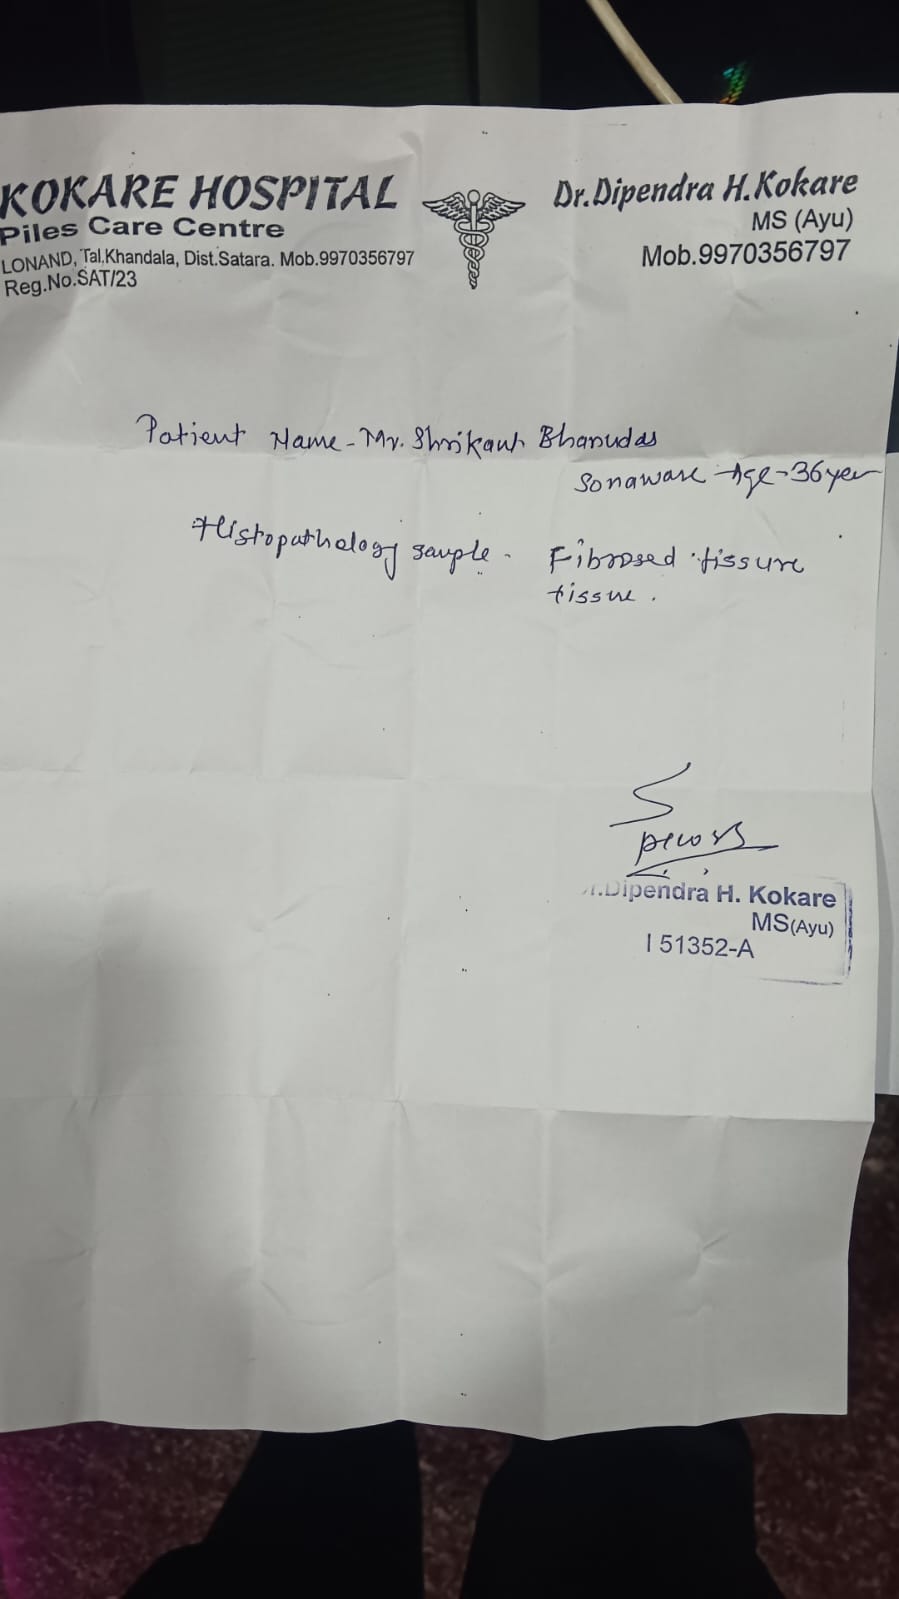 KOKARE HOSPITAL
Piles Care Centre
LONAND, Tal,Khandala, Dist.Satara. Mob.9970356797
Reg.No.SAT/23
Dr.Dipendra H.Kokare
MS (Ayu)
Mob.9970356797
Patient Name - Mr. Shrikant Bhanudas
Sonaware Age - 36 year
Histopathology sample - Fibrosed fissure
tissue .
Dr.Dipendra H. Kokare
MS(Ayu)
I 51352-A